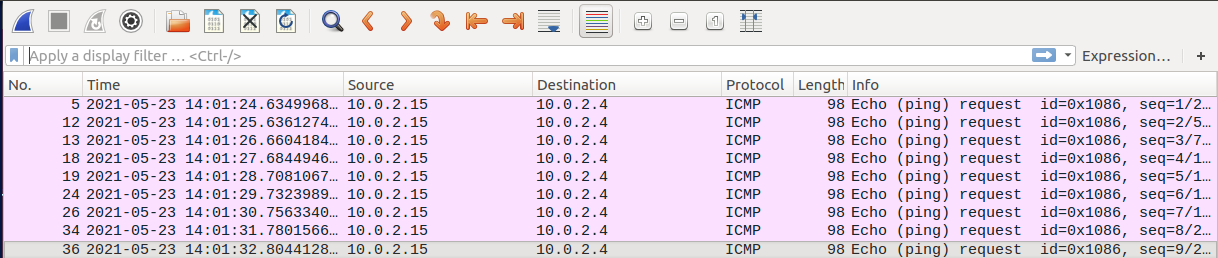 Apply a display filter … <Ctrl-/> Expression… +
No. Time Source Destination Protocol Length Info
5 2021-05-23 14:01:24.6349968… 10.0.2.15 10.0.2.4 ICMP 98 Echo (ping) request id=0x1086, seq=1/2…
12 2021-05-23 14:01:25.6361274… 10.0.2.15 10.0.2.4 ICMP 98 Echo (ping) request id=0x1086, seq=2/5…
13 2021-05-23 14:01:26.6604184… 10.0.2.15 10.0.2.4 ICMP 98 Echo (ping) request id=0x1086, seq=3/7…
18 2021-05-23 14:01:27.6844946… 10.0.2.15 10.0.2.4 ICMP 98 Echo (ping) request id=0x1086, seq=4/1…
19 2021-05-23 14:01:28.7081067… 10.0.2.15 10.0.2.4 ICMP 98 Echo (ping) request id=0x1086, seq=5/1…
24 2021-05-23 14:01:29.7323989… 10.0.2.15 10.0.2.4 ICMP 98 Echo (ping) request id=0x1086, seq=6/1…
26 2021-05-23 14:01:30.7563340… 10.0.2.15 10.0.2.4 ICMP 98 Echo (ping) request id=0x1086, seq=7/1…
34 2021-05-23 14:01:31.7801566… 10.0.2.15 10.0.2.4 ICMP 98 Echo (ping) request id=0x1086, seq=8/2…
36 2021-05-23 14:01:32.8044128… 10.0.2.15 10.0.2.4 ICMP 98 Echo (ping) request id=0x1086, seq=9/2…